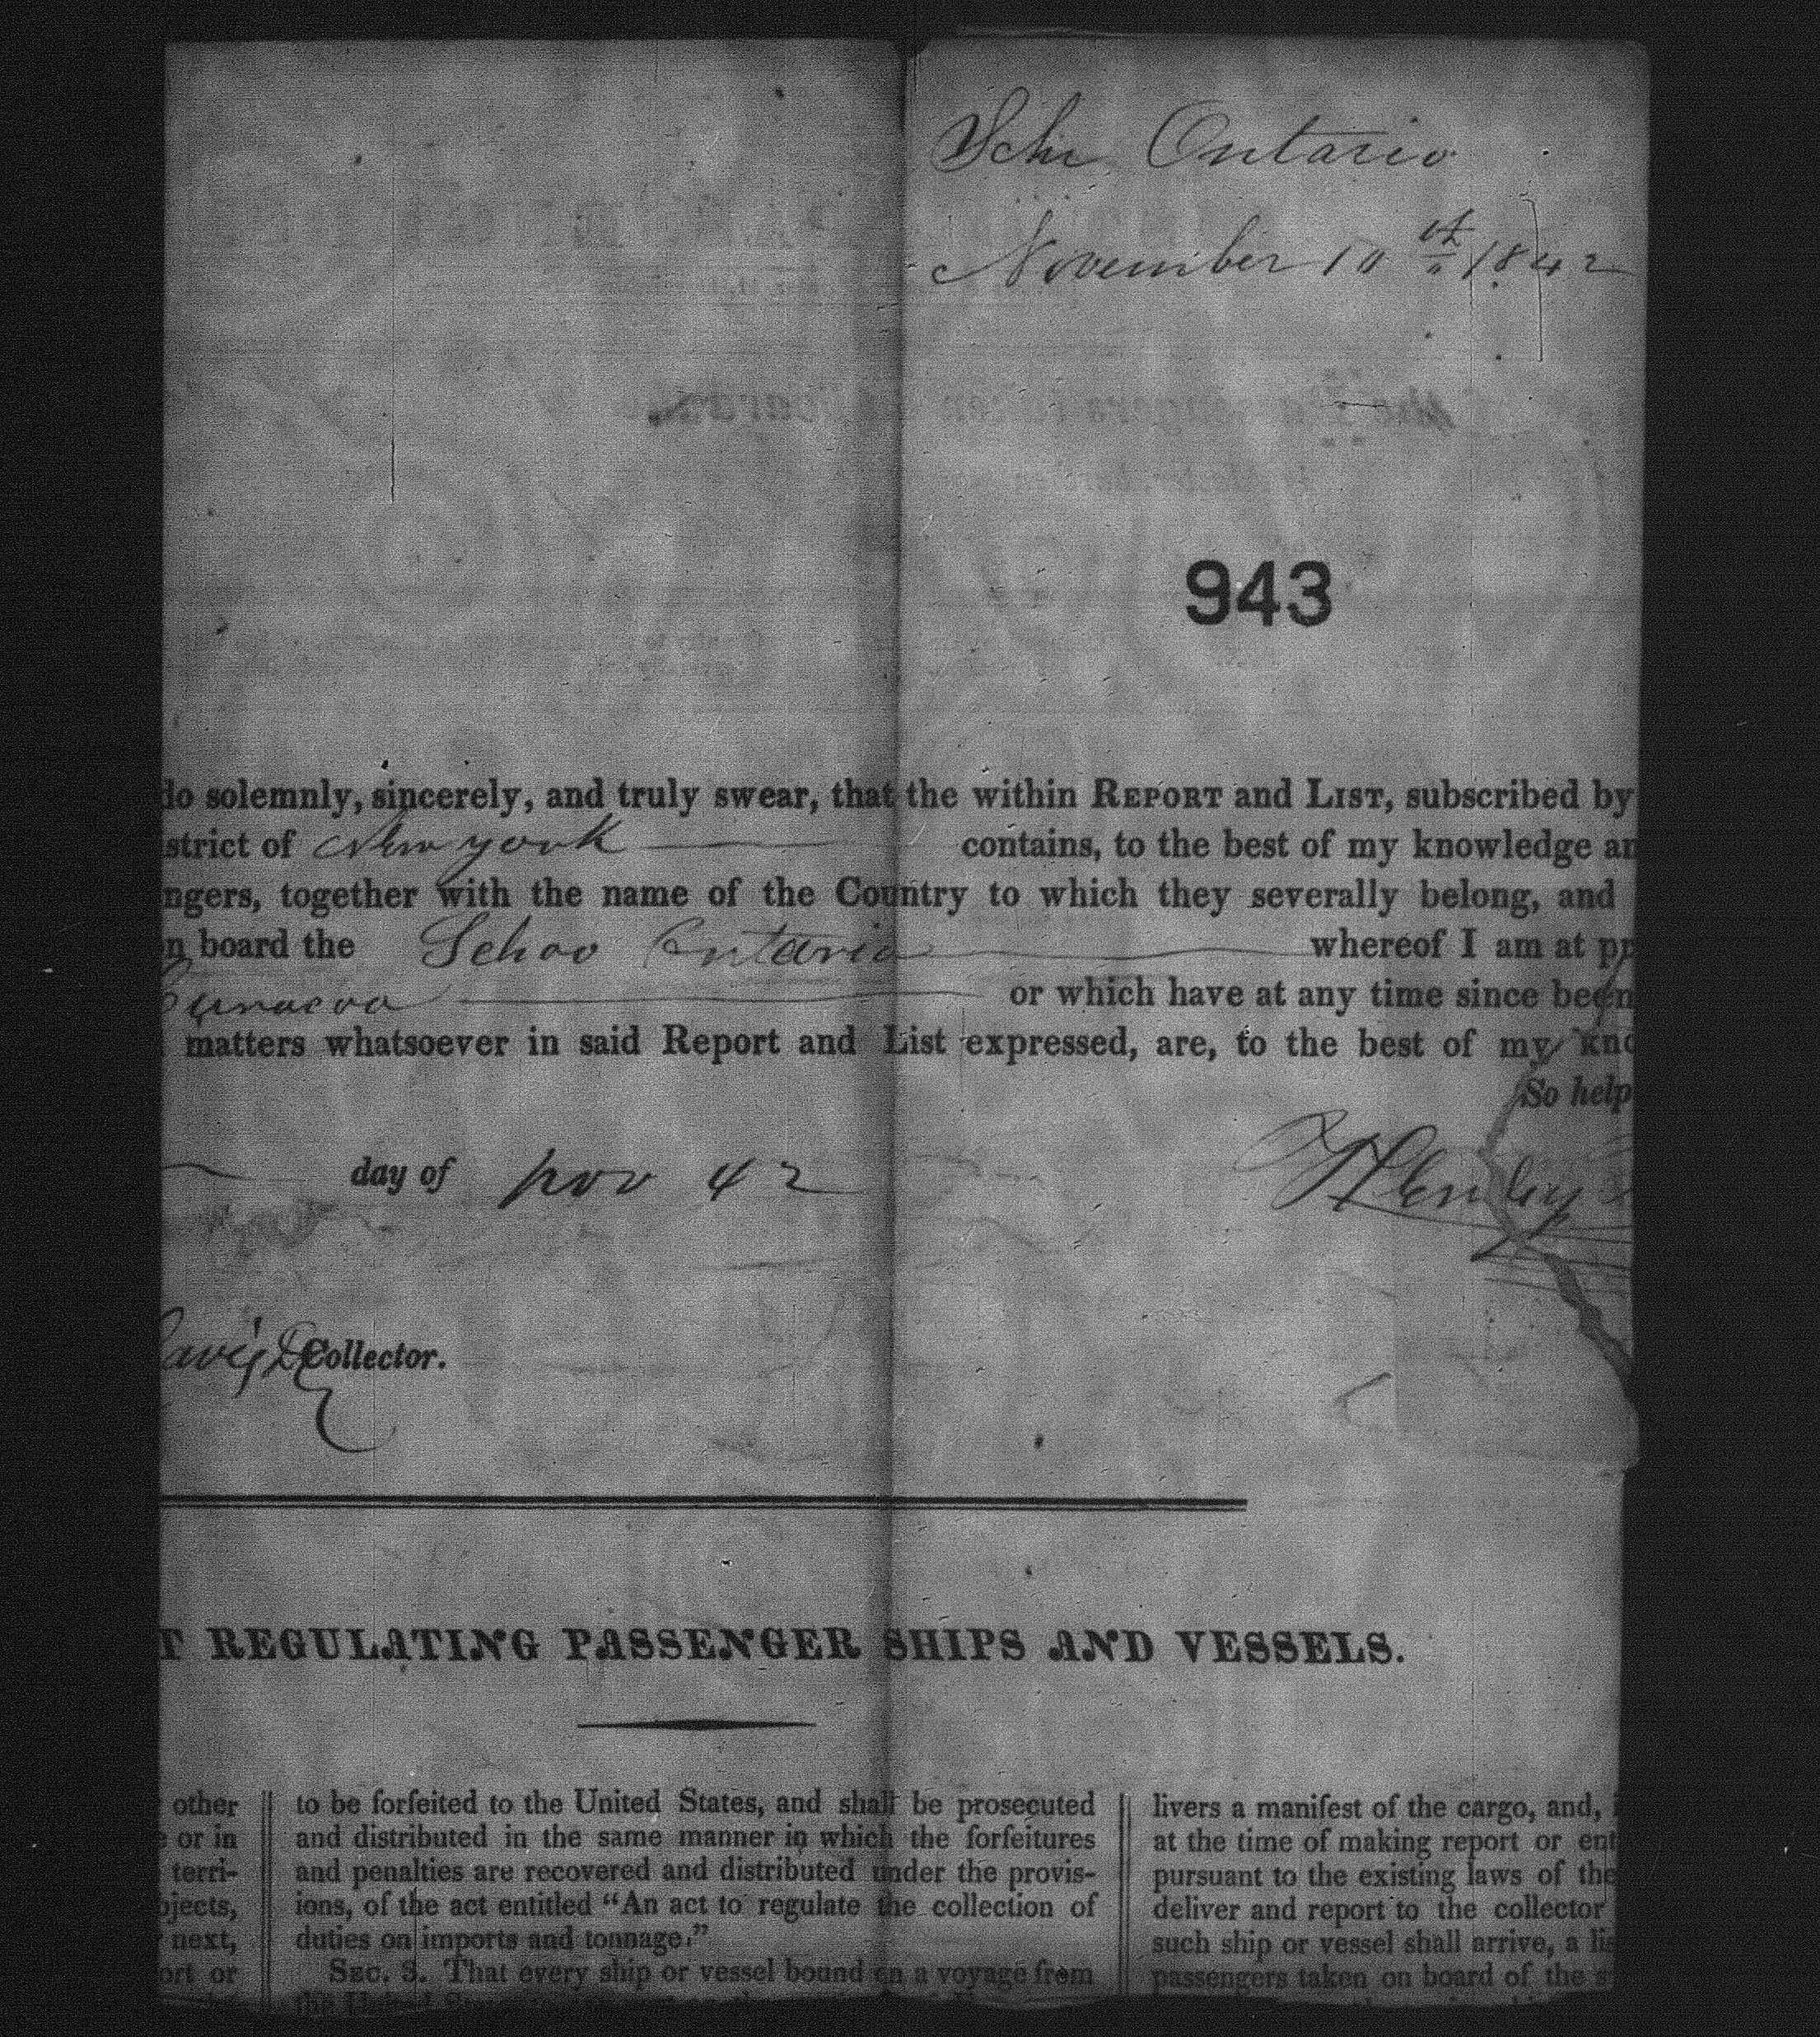 Schr Ontario
November 10th 1842
943
do solemnly, sincerely, and truly swear, that the within REPORT and LIST, subscribed by
strict of New york contains, to the best of my knowledge an
ngers, together with the name of the Country to which they severally belong, and
n board the Schoo Ontario whereof I am at pr
Curacoa or which have at any time since been
matters whatsoever in said Report and List expressed, are, to the best of my kno
So help
day of nov 42
Collector.
T REGULATING PASSENGER SHIPS AND VESSELS.
other
or in
terri-
bjects,
next,
ort or
to be forfeited to the United States, and shall be prosecuted
and distributed in the same manner in which the forfeitures
and penalties are recovered and distributed under the provis-
ions, of the act entitled "An act to regulate the collection of
duties on imports and tonnage."
SEC. 3. That every ship or vessel bound on a voyage from
the United States
livers a manifest of the cargo, and,
at the time of making report or ent
pursuant to the existing laws of the
deliver and report to the collector
such ship or vessel shall arrive, a lis
passengers taken on board of the s